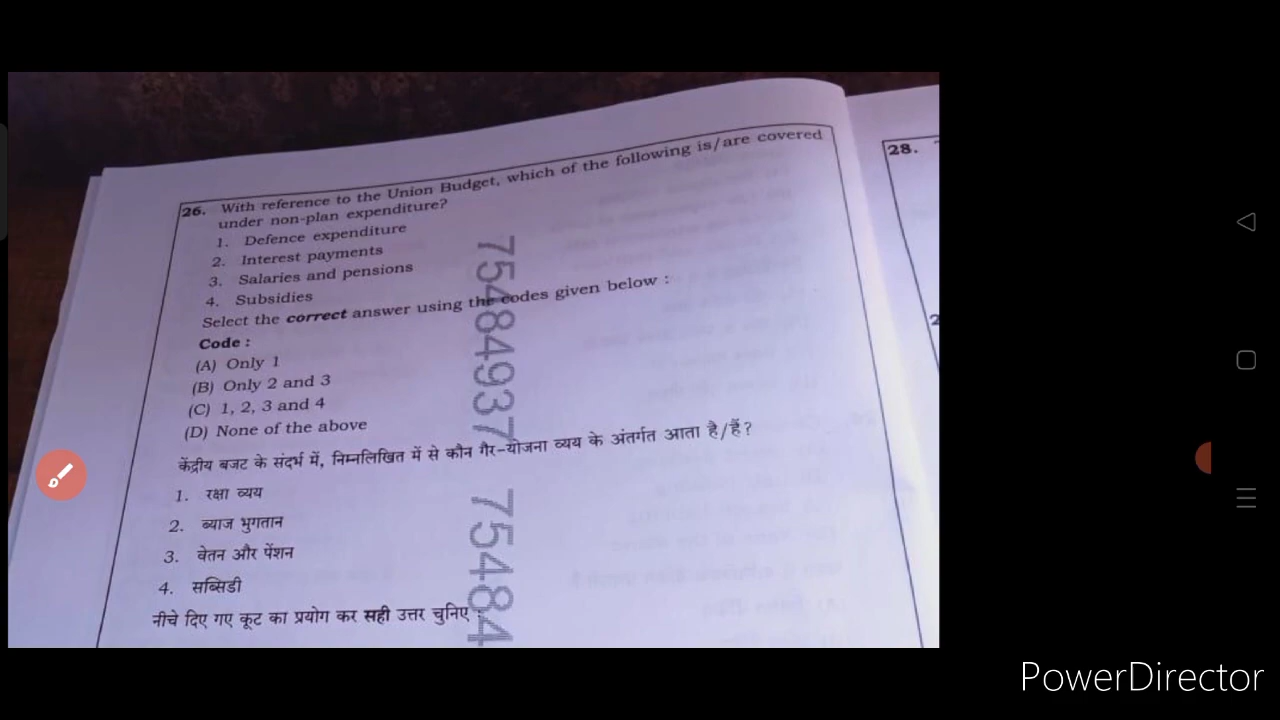 26. With reference to the Union Budget, which of the following is/are covered
under non-plan expenditure?
1. Defence expenditure
2. Interest payments
3. Salaries and pensions
4. Subsidies
Select the correct answer using the codes given below :
Code :
(A) Only 1
(B) Only 2 and 3
(C) 1, 2, 3 and 4
(D) None of the above
केंद्रीय बजट के संदर्भ में, निम्नलिखित में से कौन गैर-योजना व्यय के अंतर्गत आता है/हैं?
1. रक्षा व्यय
2. ब्याज भुगतान
3. वेतन और पेंशन
4. सब्सिडी
नीचे दिए गए कूट का प्रयोग कर सही उत्तर चुनिए :
75484937
75484
28.
2
PowerDirector